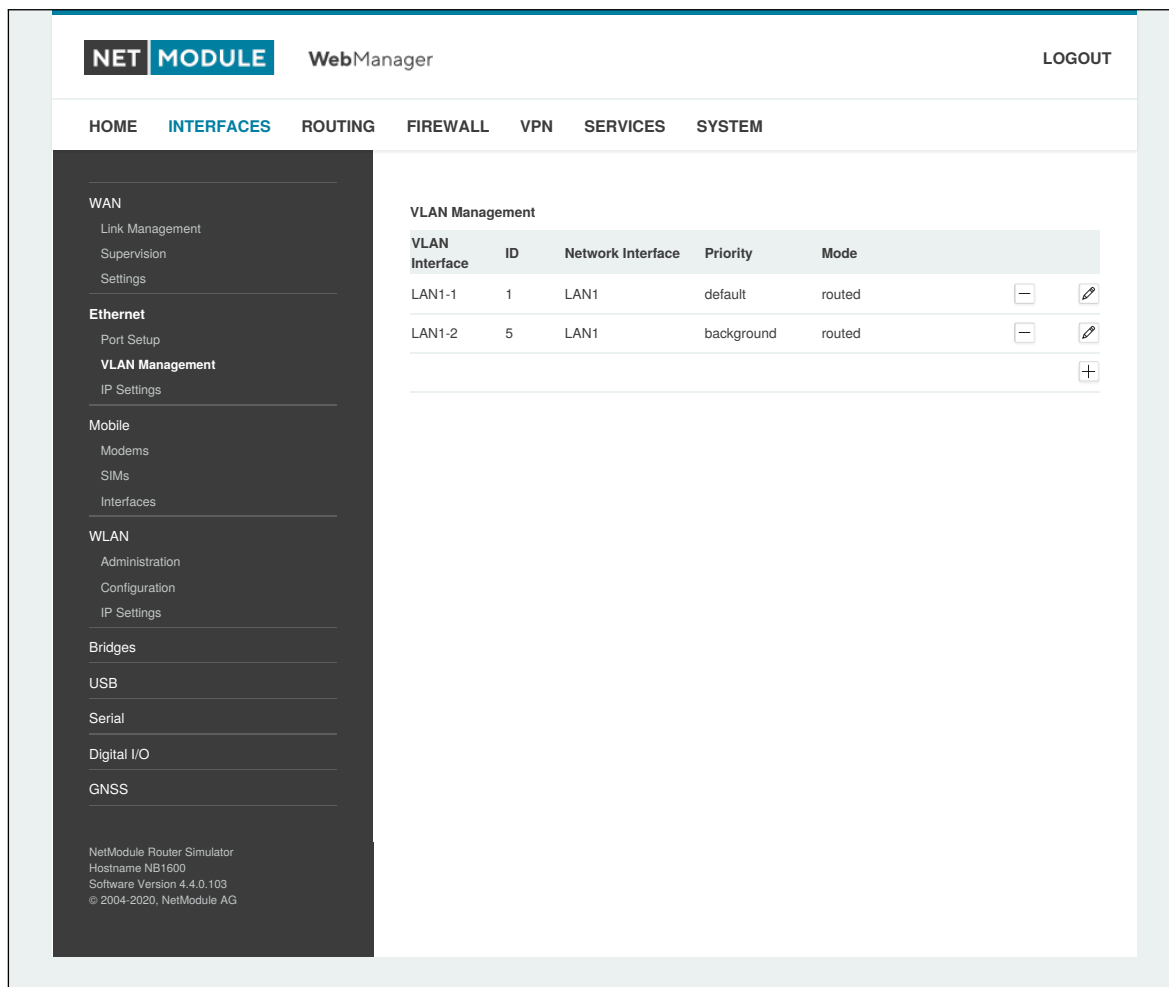 NET MODULE WebManager LOGOUT
HOME INTERFACES ROUTING FIREWALL VPN SERVICES SYSTEM
WAN
Link Management
Supervision
Settings
Ethernet
Port Setup
VLAN Management
IP Settings
Mobile
Modems
SIMs
Interfaces
WLAN
Administration
Configuration
IP Settings
Bridges
USB
Serial
Digital I/O
GNSS
NetModule Router Simulator
Hostname NB1600
Software Version 4.4.0.103
© 2004-2020, NetModule AG
VLAN Management
VLAN Interface ID Network Interface Priority Mode
LAN1-1 1 LAN1 default routed
LAN1-2 5 LAN1 background routed